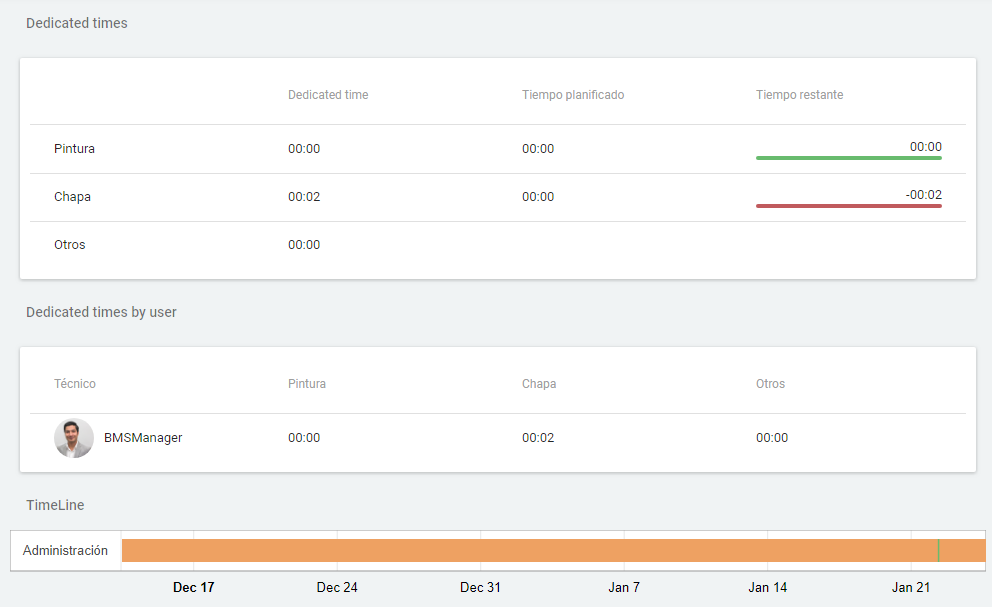 Dedicated times
Dedicated time Tiempo planificado Tiempo restante
Pintura 00:00 00:00 00:00
Chapa 00:02 00:00 -00:02
Otros 00:00
Dedicated times by user
Técnico Pintura Chapa Otros
BMSManager 00:00 00:02 00:00
TimeLine
Administración
Dec 17 Dec 24 Dec 31 Jan 7 Jan 14 Jan 21